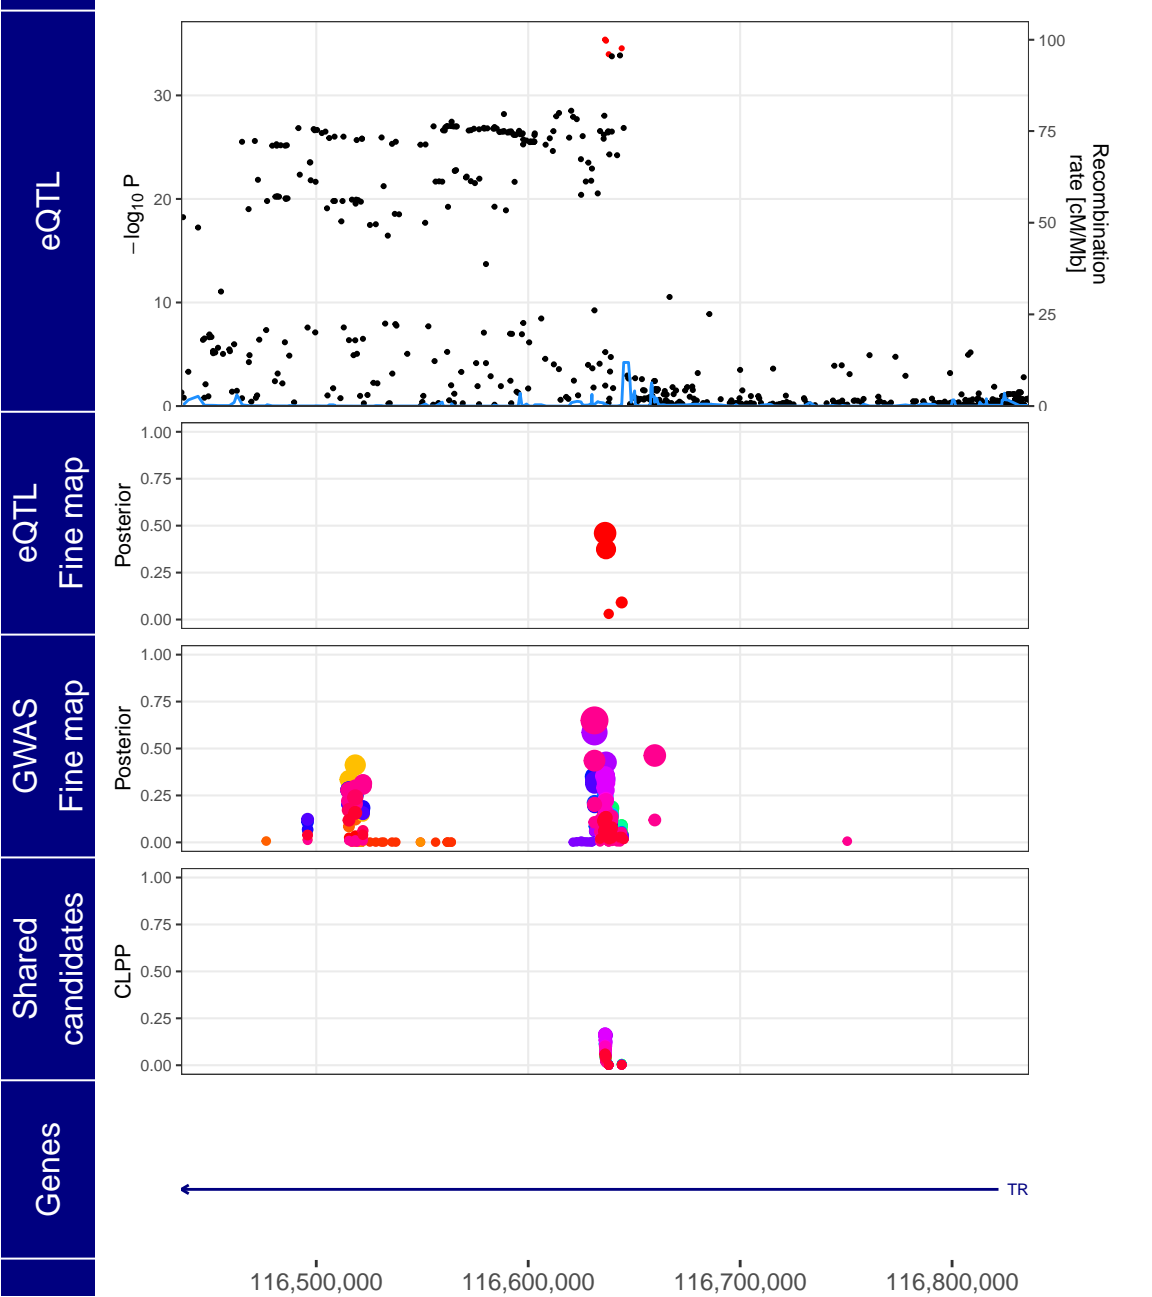 eQTL
−log10 P
30
20
10
0
100
75
50
25
0
Recombination
rate [cM/Mb]
eQTL
Fine map
Posterior
1.00
0.75
0.50
0.25
0.00
GWAS
Fine map
Posterior
1.00
0.75
0.50
0.25
0.00
Shared
candidates
CLPP
1.00
0.75
0.50
0.25
0.00
Genes
TR
116,500,000
116,600,000
116,700,000
116,800,000